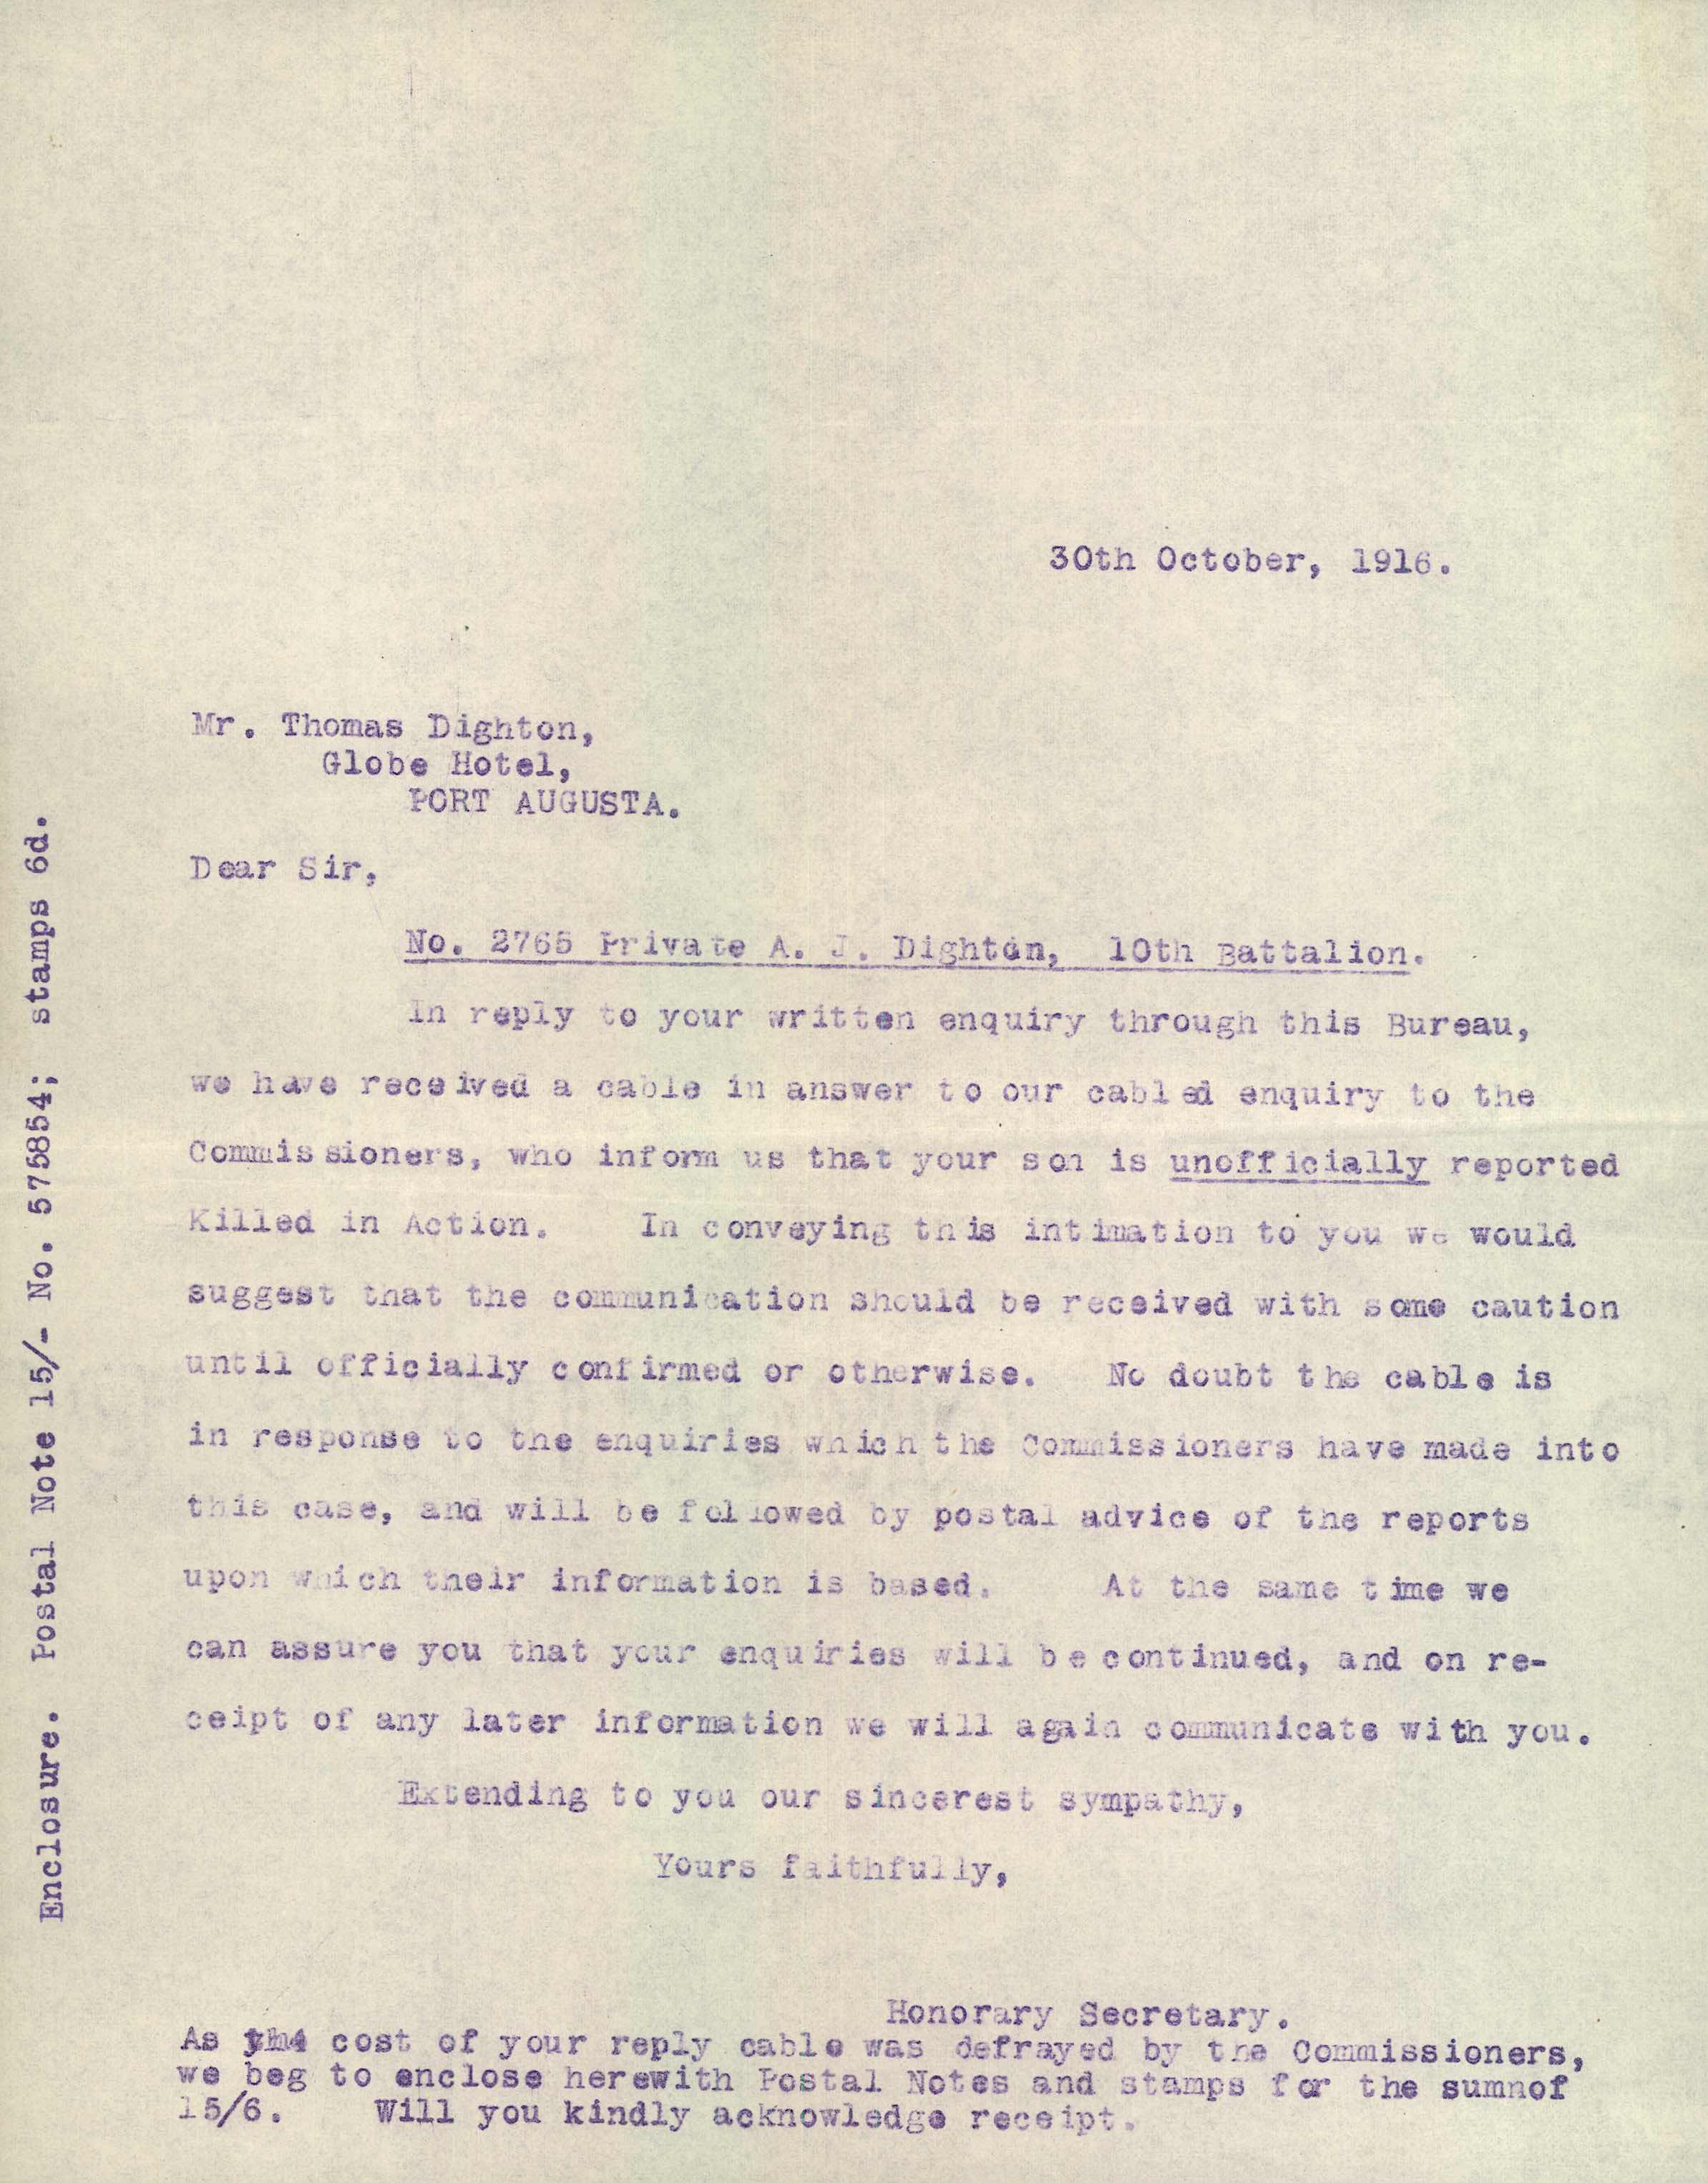 30th October, 1916.
Mr. Thomas Dighton,
Globe Hotel,
PORT AUGUSTA.
Dear Sir,
No. 2765 Private A. J. Dighton, 10th Battalion.
In reply to your written enquiry through this Bureau,
we have received a cable in answer to our cabled enquiry to the
Commissioners, who inform us that your son is unofficially reported
Killed in Action. In conveying this intimation to you we would
suggest that the communication should be received with some caution
until officially confirmed or otherwise. No doubt the cable is
in response to the enquiries which the Commissioners have made into
this case, and will be followed by postal advice of the reports
upon which their information is based. At the same time we
can assure you that your enquiries will be continued, and on re-
ceipt of any later information we will again communicate with you.
Extending to you our sincerest sympathy,
Yours faithfully,
Honorary Secretary.
As the cost of your reply cable was defrayed by the Commissioners,
we beg to enclose herewith Postal Notes and stamps for the sumnof
15/6. Will you kindly acknowledge receipt.
Enclosure. Postal Note 15/- No. 575854; stamps 6d.